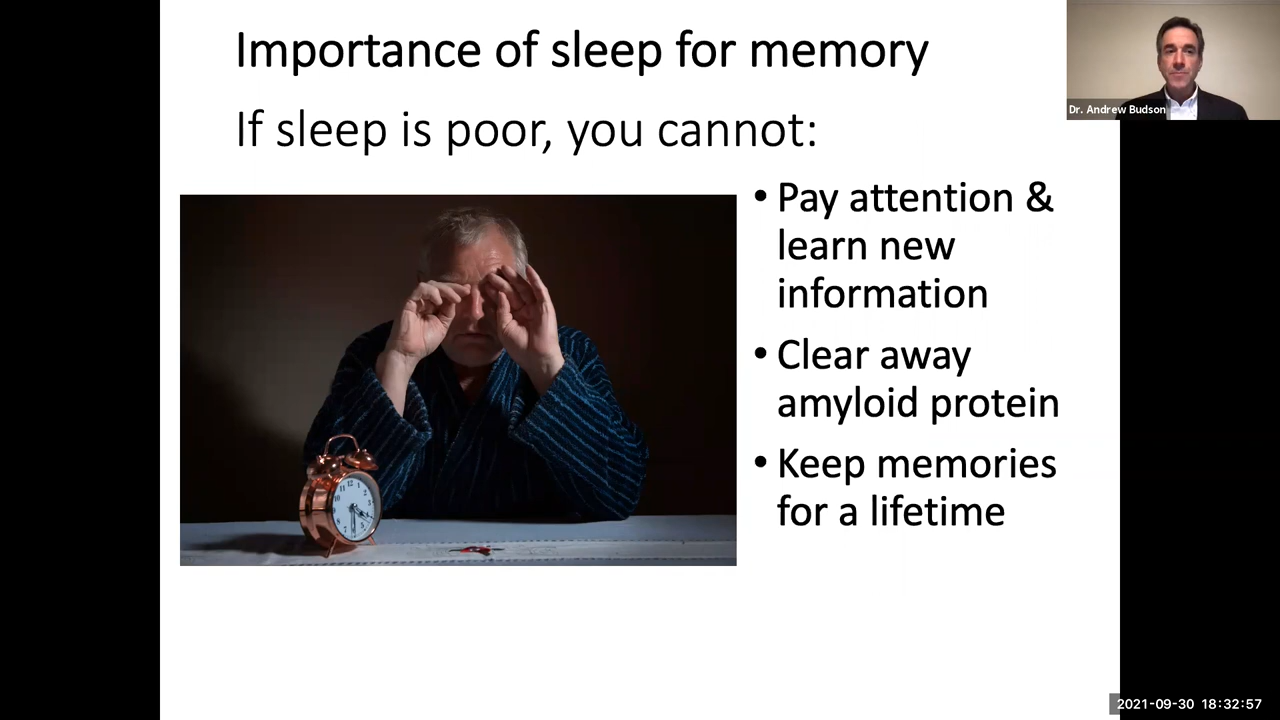 Importance of sleep for memory
If sleep is poor, you cannot:
• Pay attention &
learn new
information
• Clear away
amyloid protein
• Keep memories
for a lifetime
Dr. Andrew Budson
2021-09-30 18:32:57